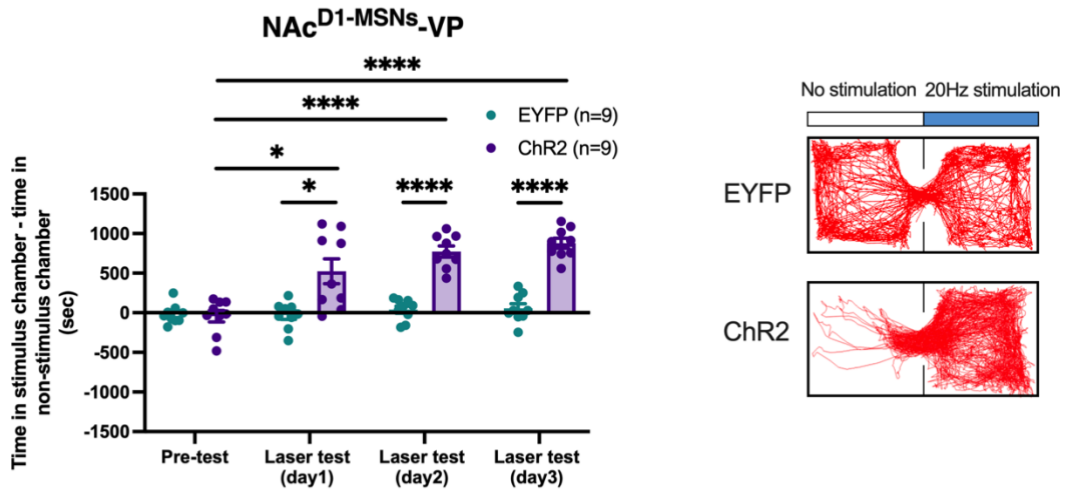 NAcD1-MSNs-VP
****
****
*
*
****
****
EYFP (n=9)
ChR2 (n=9)
Time in stimulus chamber - time in
non-stimulus chamber
(sec)
1500
1000
500
0
-500
-1000
-1500
Pre-test
Laser test
(day1)
Laser test
(day2)
Laser test
(day3)
No stimulation
20Hz stimulation
EYFP
ChR2